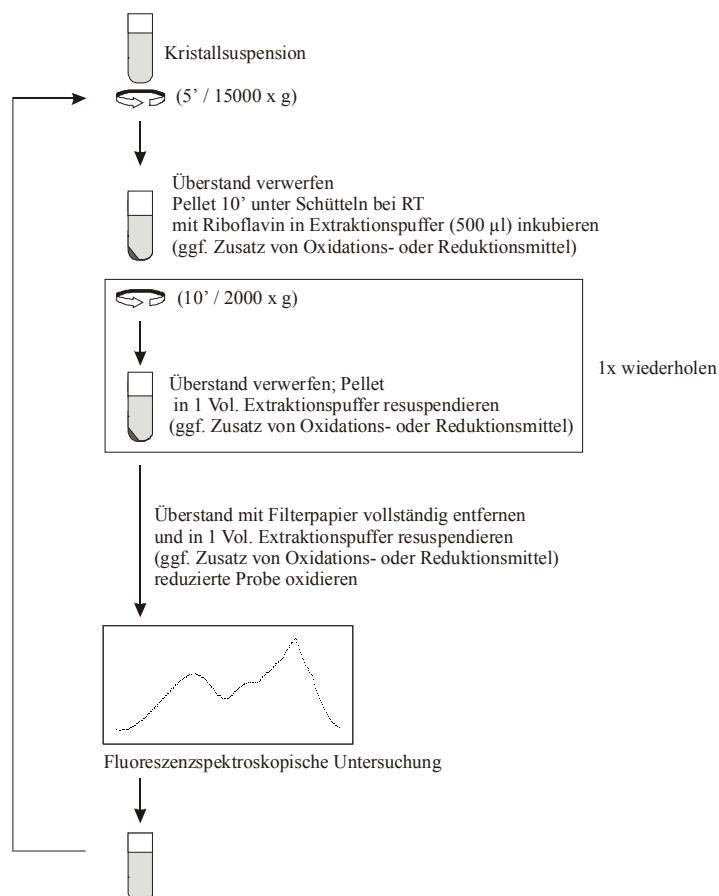 Kristallsuspension
(5’ / 15000 x g)
Überstand verwerfen
Pellet 10’ unter Schütteln bei RT
mit Riboflavin in Extraktionspuffer (500 µl) inkubieren
(ggf. Zusatz von Oxidations- oder Reduktionsmittel)
(10’ / 2000 x g)
1x wiederholen
Überstand verwerfen; Pellet
in 1 Vol. Extraktionspuffer resuspendieren
(ggf. Zusatz von Oxidations- oder Reduktionsmittel)
Überstand mit Filterpapier vollständig entfernen
und in 1 Vol. Extraktionspuffer resuspendieren
(ggf. Zusatz von Oxidations- oder Reduktionsmittel)
reduzierte Probe oxidieren
Fluoreszenzspektroskopische Untersuchung